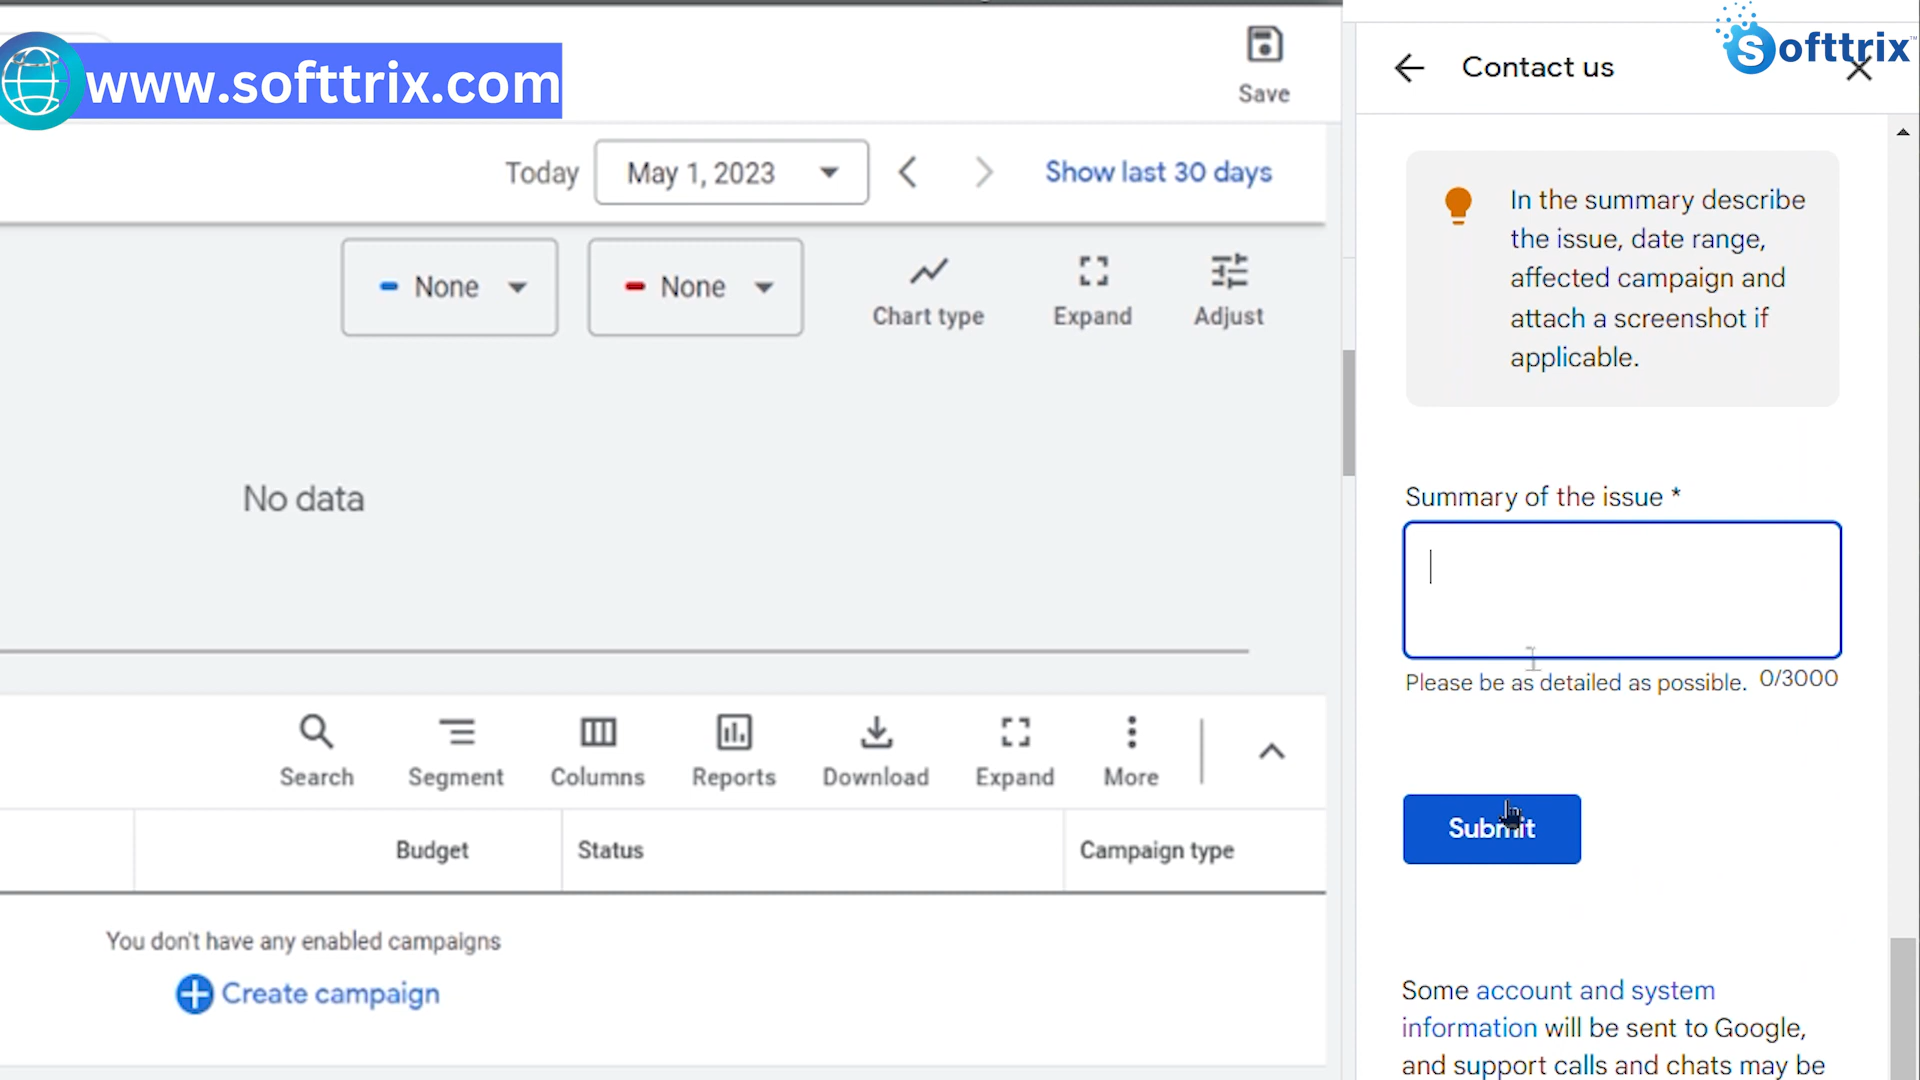 www.softtrix.com
Save
Today
May 1, 2023
Show last 30 days
None
None
Chart type
Expand
Adjust
No data
Search
Segment
Columns
Reports
Download
Expand
More
Budget
Status
Campaign type
You don't have any enabled campaigns
Create campaign
Softtrix™
Contact us
In the summary describe
the issue, date range,
affected campaign and
attach a screenshot if
applicable.
Summary of the issue *
Please be as detailed as possible.
0/3000
Submit
Some account and system
information will be sent to Google,
and support calls and chats may be